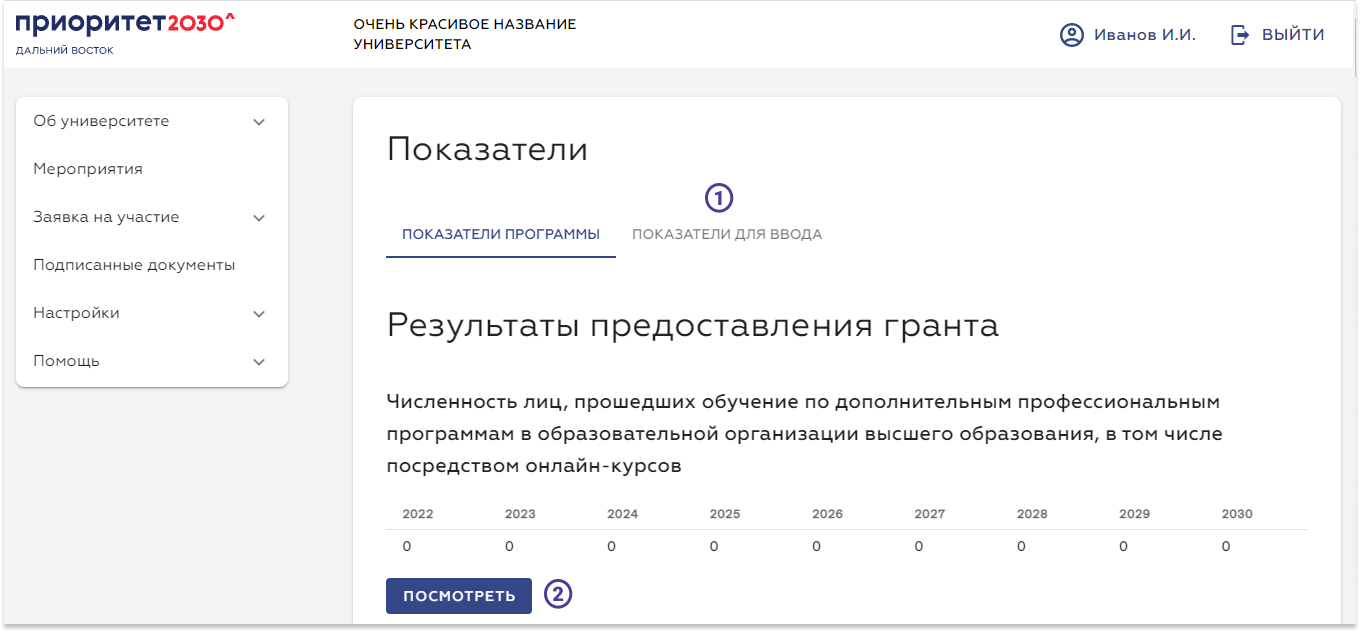 приоритет2030^
ДАЛЬНИЙ ВОСТОК
ОЧЕНЬ КРАСИВОЕ НАЗВАНИЕ
УНИВЕРСИТЕТА
Иванов И.И.
ВЫЙТИ
Об университете
Мероприятия
Заявка на участие
Подписанные документы
Настройки
Помощь
Показатели
1
ПОКАЗАТЕЛИ ПРОГРАММЫ ПОКАЗАТЕЛИ ДЛЯ ВВОДА
Результаты предоставления гранта
Численность лиц, прошедших обучение по дополнительным профессиональным
программам в образовательной организации высшего образования, в том числе
посредством онлайн-курсов
2022 2023 2024 2025 2026 2027 2028 2029 2030
0 0 0 0 0 0 0 0 0
ПОСМОТРЕТЬ 2